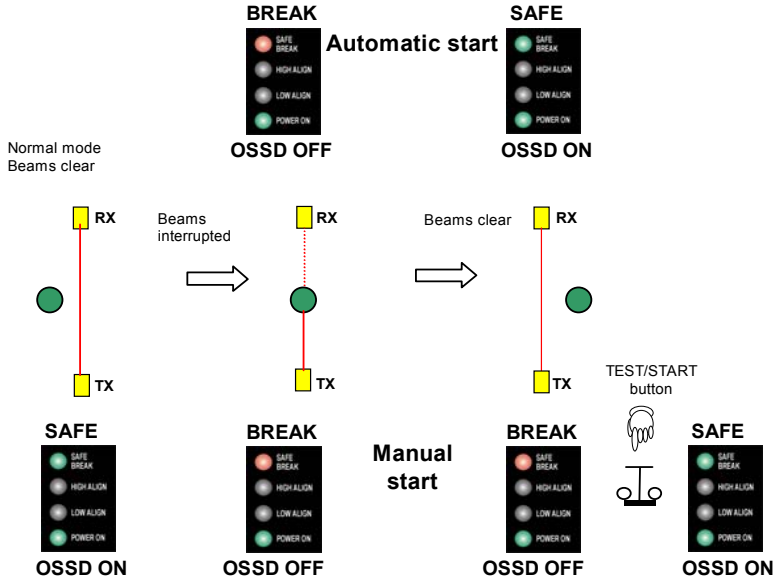 BREAK
SAFE
SAFE
BREAK
HIGH ALIGN
LOW ALIGN
POWER ON
Automatic start
SAFE
BREAK
HIGH ALIGN
LOW ALIGN
POWER ON
OSSD OFF
OSSD ON
Normal mode
Beams clear
RX
Beams
interrupted
RX
Beams clear
RX
TX
TX
TX
TEST/START
button
SAFE
BREAK
BREAK
SAFE
SAFE
BREAK
HIGH ALIGN
LOW ALIGN
POWER ON
SAFE
BREAK
HIGH ALIGN
LOW ALIGN
POWER ON
Manual
start
SAFE
BREAK
HIGH ALIGN
LOW ALIGN
POWER ON
SAFE
BREAK
HIGH ALIGN
LOW ALIGN
POWER ON
OSSD ON
OSSD OFF
OSSD OFF
OSSD ON